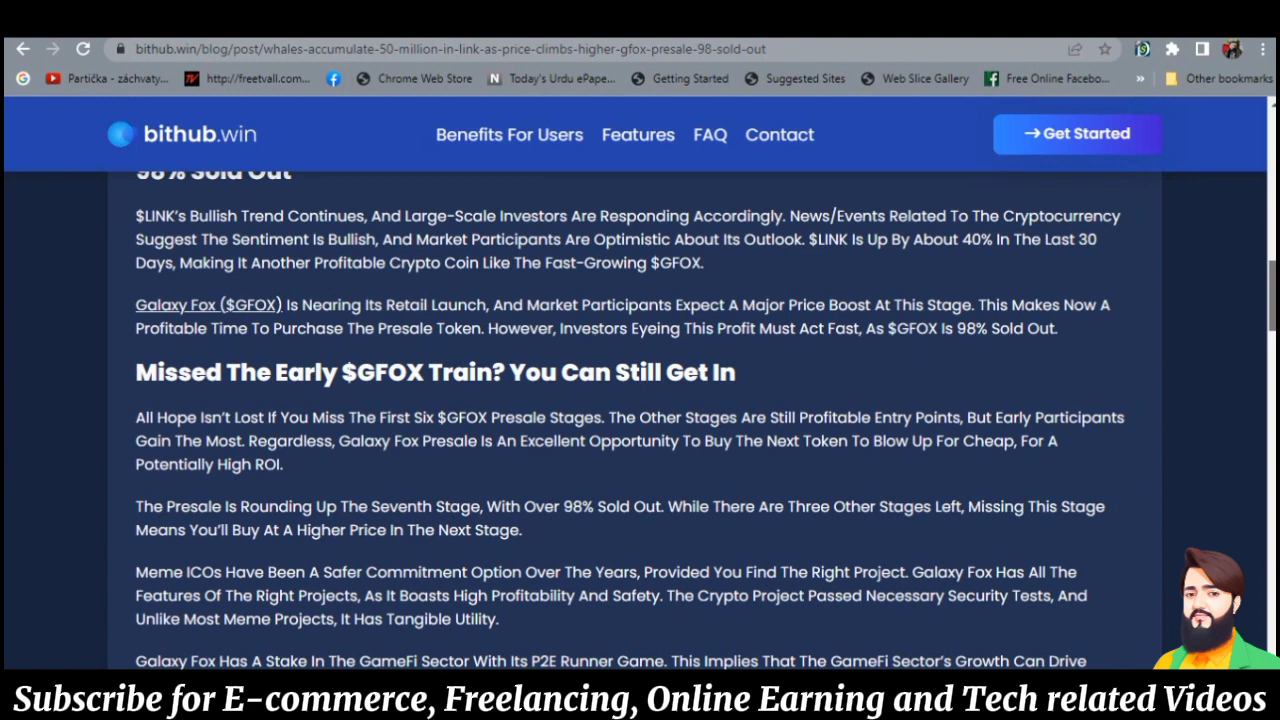 bithub.win/blog/post/whales-accumulate-50-million-in-link-as-price-climbs-higher-gfox-presale-98-sold-out
Partička - záchvaty... http://freetvall.com... Chrome Web Store Today's Urdu ePape... Getting Started Suggested Sites Web Slice Gallery Free Online Facebo... » Other bookmarks
bithub.win Benefits For Users Features FAQ Contact → Get Started
98% Sold Out
$LINK's Bullish Trend Continues, And Large-Scale Investors Are Responding Accordingly. News/Events Related To The Cryptocurrency
Suggest The Sentiment Is Bullish, And Market Participants Are Optimistic About Its Outlook. $LINK Is Up By About 40% In The Last 30
Days, Making It Another Profitable Crypto Coin Like The Fast-Growing $GFOX.
Galaxy Fox ($GFOX) Is Nearing Its Retail Launch, And Market Participants Expect A Major Price Boost At This Stage. This Makes Now A
Profitable Time To Purchase The Presale Token. However, Investors Eyeing This Profit Must Act Fast, As $GFOX Is 98% Sold Out.
Missed The Early $GFOX Train? You Can Still Get In
All Hope Isn't Lost If You Miss The First Six $GFOX Presale Stages. The Other Stages Are Still Profitable Entry Points, But Early Participants
Gain The Most. Regardless, Galaxy Fox Presale Is An Excellent Opportunity To Buy The Next Token To Blow Up For Cheap, For A
Potentially High ROI.
The Presale Is Rounding Up The Seventh Stage, With Over 98% Sold Out. While There Are Three Other Stages Left, Missing This Stage
Means You'll Buy At A Higher Price In The Next Stage.
Meme ICOs Have Been A Safer Commitment Option Over The Years, Provided You Find The Right Project. Galaxy Fox Has All The
Features Of The Right Projects, As It Boasts High Profitability And Safety. The Crypto Project Passed Necessary Security Tests, And
Unlike Most Meme Projects, It Has Tangible Utility.
Galaxy Fox Has A Stake In The GameFi Sector With Its P2E Runner Game. This Implies That The GameFi Sector's Growth Can Drive
Subscribe for E-commerce, Freelancing, Online Earning and Tech related Videos